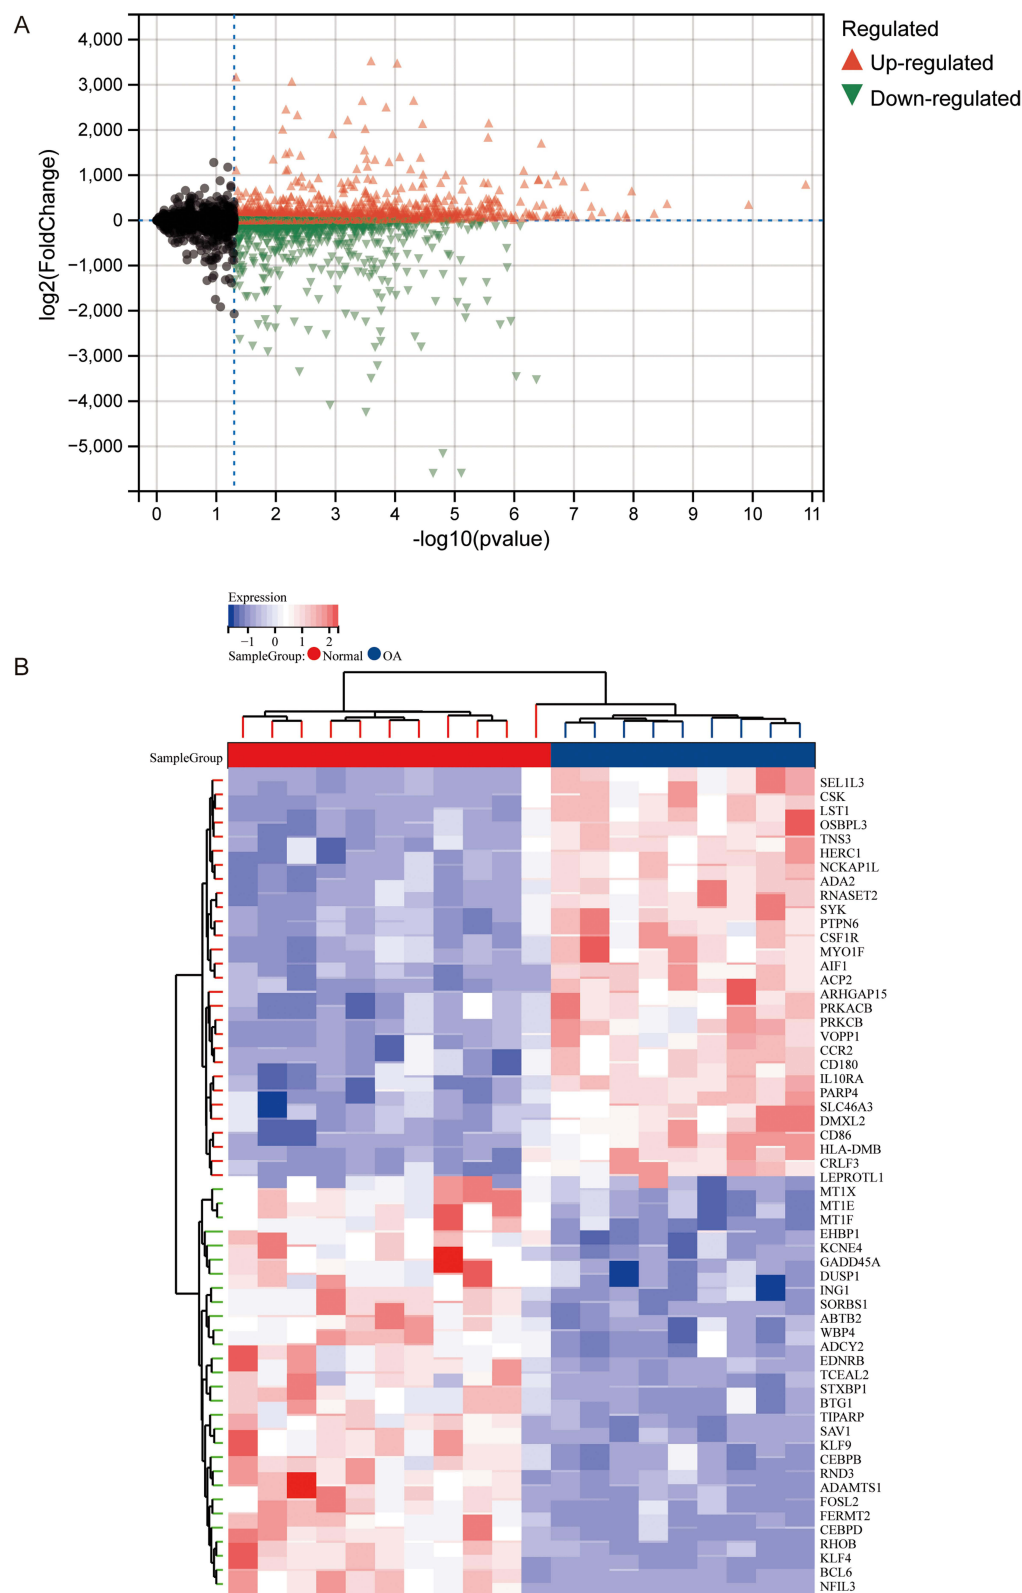 A
Regulated
Up-regulated
Down-regulated
4,000
3,000
2,000
1,000
0
−1,000
−2,000
−3,000
−4,000
−5,000
log2(FoldChange)
0 1 2 3 4 5 6 7 8 9 10 11
-log10(pvalue)
B
Expression
−1 0 1 2
SampleGroup: Normal OA
SampleGroup
SEL1L3
CSK
LST1
OSBPL3
TNS3
HERC1
NCKAP1L
ADA2
RNASET2
SYK
PTPN6
CSF1R
MYO1F
AIF1
ACP2
ARHGAP15
PRKACB
PRKCB
VOPP1
CCR2
CD180
IL10RA
PARP4
SLC46A3
DMXL2
CD86
HLA-DMB
CRLF3
LEPROTL1
MT1X
MT1E
MT1F
EHBP1
KCNE4
GADD45A
DUSP1
ING1
SORBS1
ABTB2
WBP4
ADCY2
EDNRB
TCEAL2
STXBP1
BTG1
TIPARP
SAV1
KLF9
CEBPB
RND3
ADAMTS1
FOSL2
FERMT2
CEBPD
RHOB
KLF4
BCL6
NFIL3